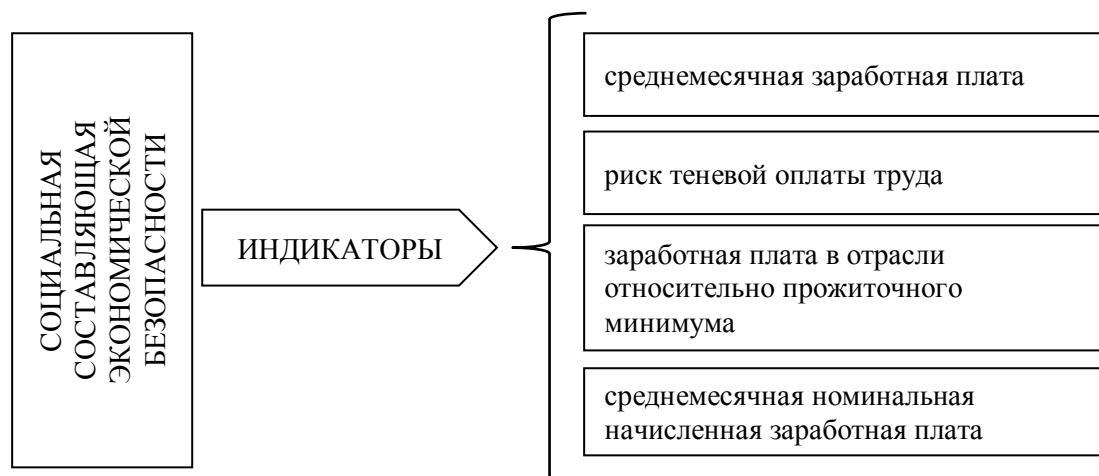 СОЦИАЛЬНАЯ
СОСТАВЛЯЮЩАЯ
ЭКОНОМИЧЕСКОЙ
БЕЗОПАСНОСТИ
ИНДИКАТОРЫ
среднемесячная заработная плата
риск теневой оплаты труда
заработная плата в отрасли
относительно прожиточного
минимума
среднемесячная номинальная
начисленная заработная плата